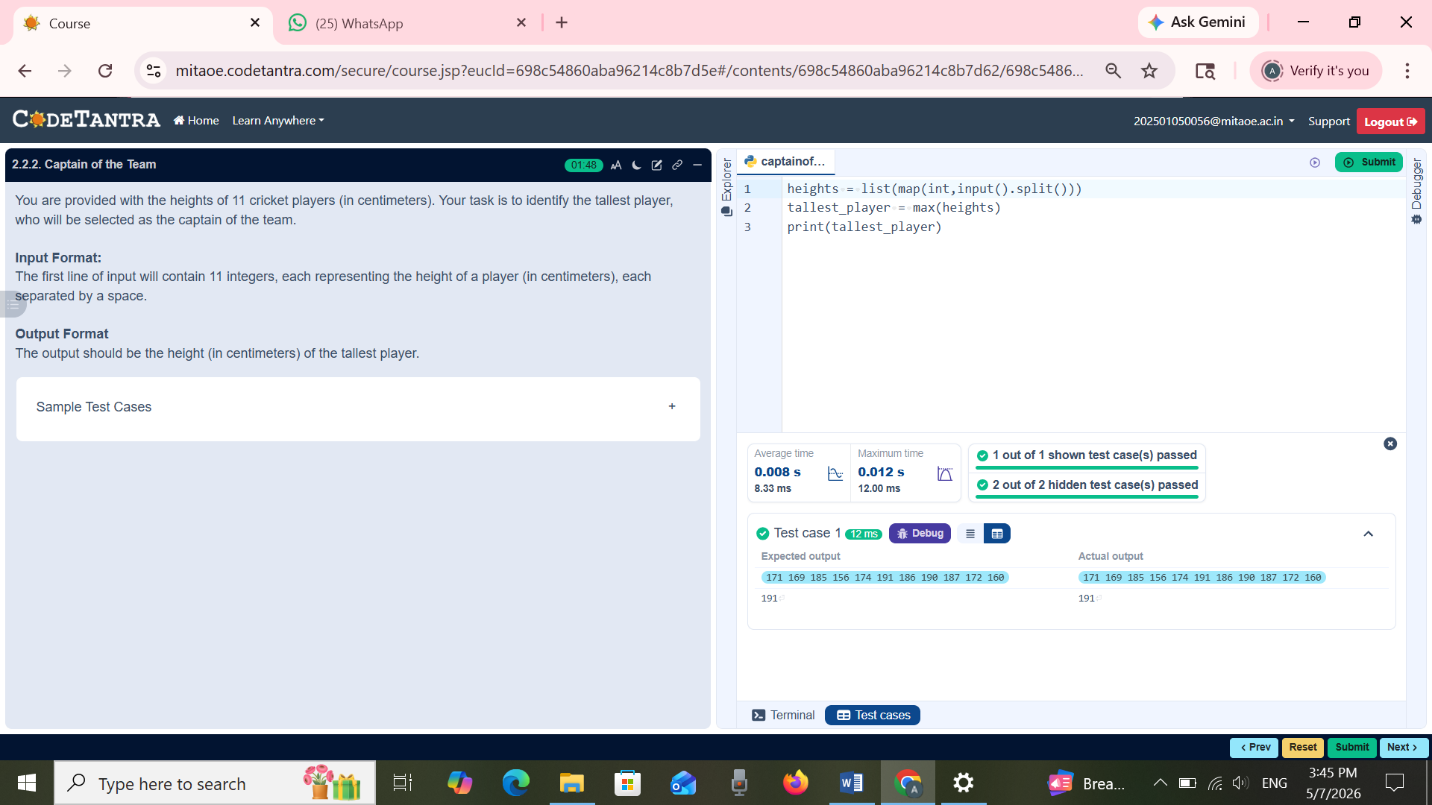 Course
(25) WhatsApp
Ask Gemini
mitaoe.codetantra.com/secure/course.jsp?eucId=698c54860aba96214c8b7d5e#/contents/698c54860aba96214c8b7d62/698c5486...
A
Verify it's you
CODETANTRA
Home
Learn Anywhere
202501050056@mitaoe.ac.in
Support
Logout
2.2.2. Captain of the Team
01:48
AA
You are provided with the heights of 11 cricket players (in centimeters). Your task is to identify the tallest player,
who will be selected as the captain of the team.
Input Format:
The first line of input will contain 11 integers, each representing the height of a player (in centimeters), each
separated by a space.
Output Format
The output should be the height (in centimeters) of the tallest player.
Sample Test Cases
+
Explorer
captainof...
Submit
Debugger
1 heights = list(map(int,input().split()))
2 tallest_player = max(heights)
3 print(tallest_player)
Average time
0.008 s
8.33 ms
Maximum time
0.012 s
12.00 ms
1 out of 1 shown test case(s) passed
2 out of 2 hidden test case(s) passed
Test case 1
12 ms
Debug
Expected output
Actual output
171 169 185 156 174 191 186 190 187 172 160
171 169 185 156 174 191 186 190 187 172 160
191
191
Terminal
Test cases
< Prev
Reset
Submit
Next >
Type here to search
Brea...
ENG
3:45 PM
5/7/2026